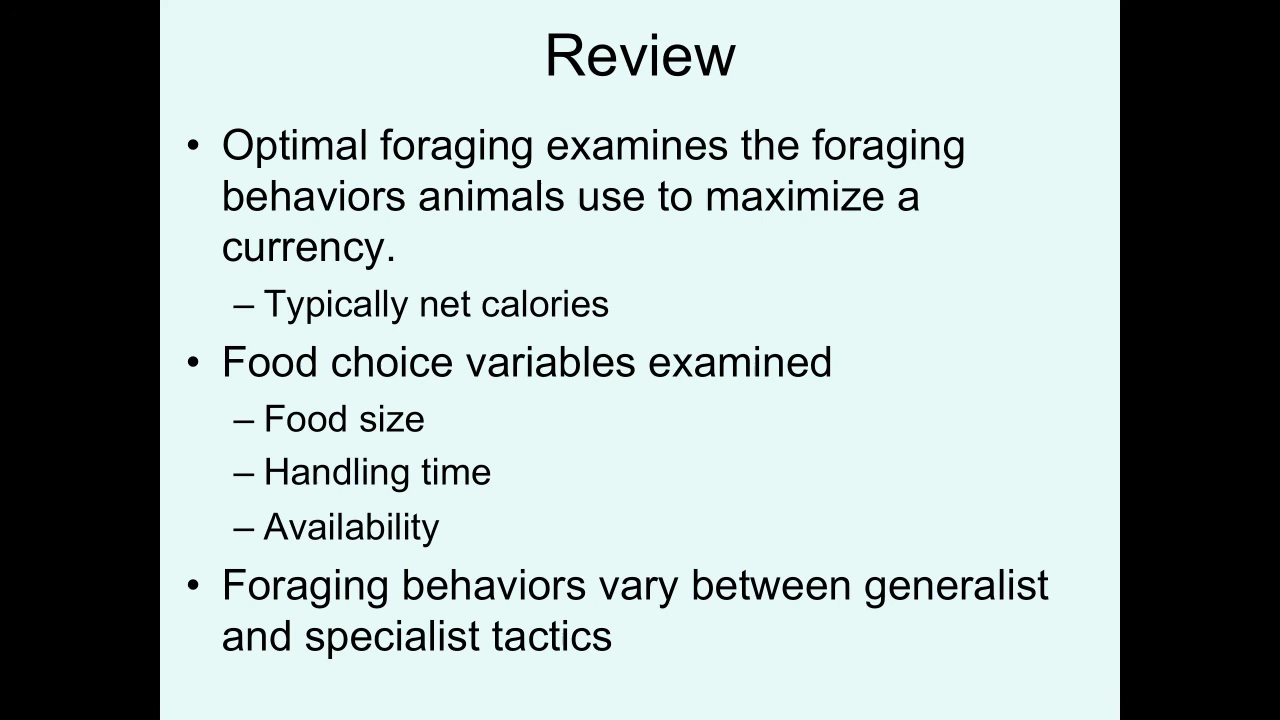 Review
• Optimal foraging examines the foraging
behaviors animals use to maximize a
currency.
– Typically net calories
• Food choice variables examined
– Food size
– Handling time
– Availability
• Foraging behaviors vary between generalist
and specialist tactics